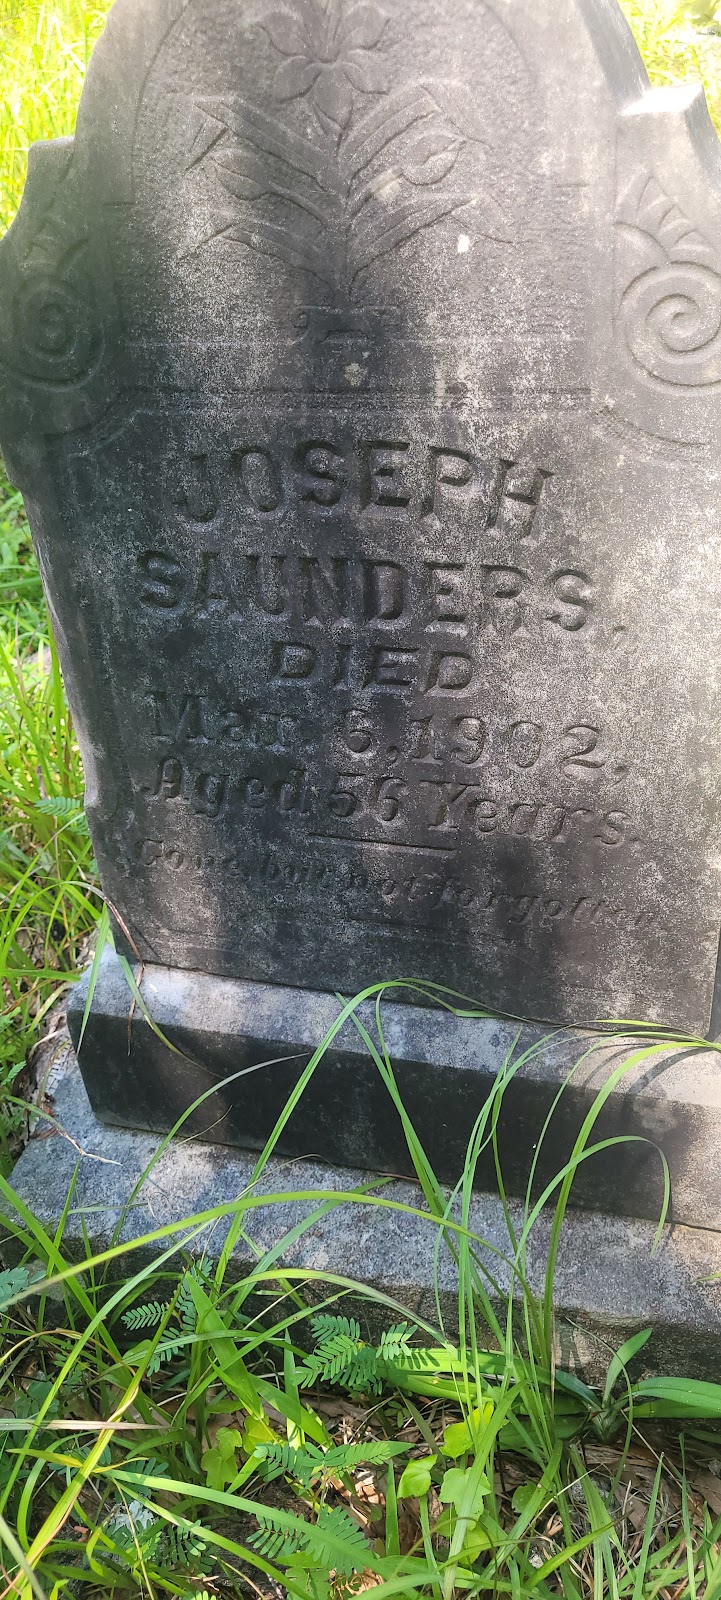 JOSEPH
SAUNDERS,
DIED
Mar. 6, 1902,
Aged 56 Years.
Gone, but not forgotten